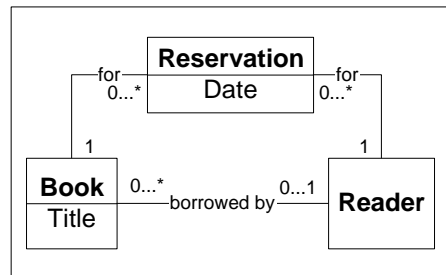 Reservation
for
for
Date
0...*
0...*
1
1
Book
0...*
0...1
borrowed by
Reader
Title